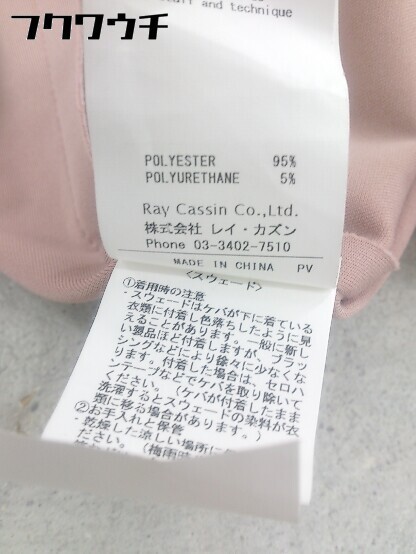 フクワウチ
stuff and technique
POLYESTER 95%
POLYURETHANE 5%
Ray Cassin Co.,Ltd.
株式会社 レイ・カズン
Phone 03-3402-7510
MADE IN CHINA PV
〈スウェード〉
①着用時の注意
・スウェードはケバが下に着ている
衣類に付着し色落ちしたように見
えることがあります。一般に新し
い製品ほど付着しますが、ブラッ
シングなどにより徐々に少なくな
ります。付着した場合は、セロハ
ンテープなどでケバを取り除いて
ください。(ケバが付着したまま
洗濯するとスウェードの染料が衣
類に移る場合があります。)
②お手入れと保管
・乾燥した涼しい場所に
ださい。(梅雨時